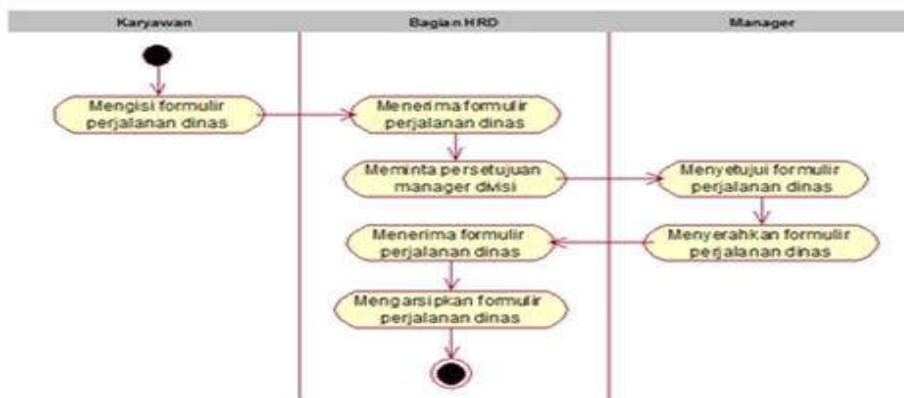 Karyawan
Bagian HRD
Manager
Mengisi formulir
perjalanan dinas
Menerima formulir
perjalanan dinas
Meminta persetujuan
manager divisi
Menyetujui formulir
perjalanan dinas
Menyerahkan formulir
perjalanan dinas
Menerima formulir
perjalanan dinas
Mengarsipkan formulir
perjalanan dinas